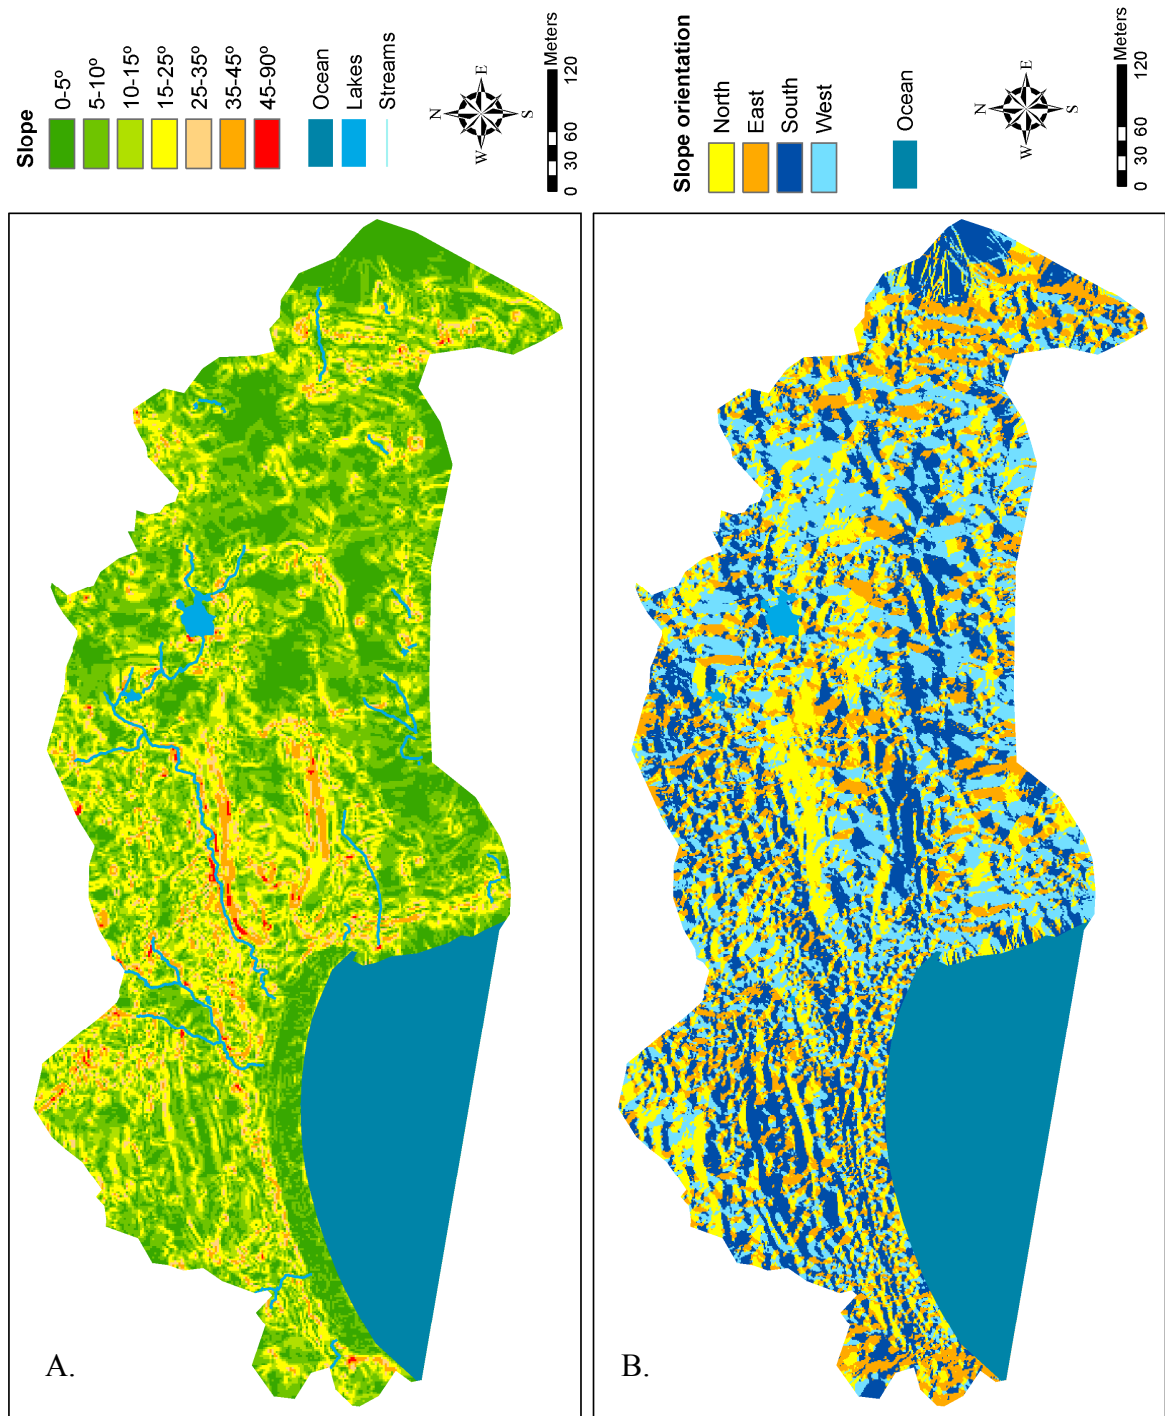 Slope
0-5º
5-10º
10-15º
15-25º
25-35º
35-45º
45-90º
Ocean
Lakes
Streams
N
E
S
W
0 30 60 120
Meters
A.
Slope orientation
North
East
South
West
Ocean
N
E
S
W
0 30 60 120
Meters
B.